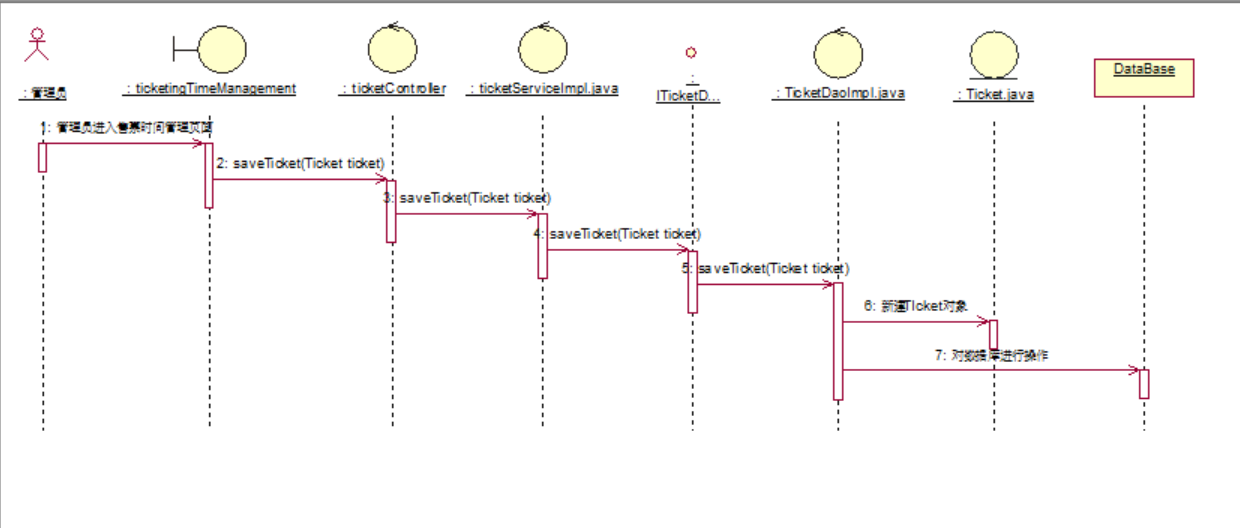 : 管理员
: ticketingTimeManagement
: ticketController
: ticketServiceImpl.java
:
ITicketD...
: TicketDaoImpl.java
: Ticket.java
DataBase
1: 管理员进入售票时间管理页面
2: saveTicket(Ticket ticket)
3: saveTicket(Ticket ticket)
4: saveTicket(Ticket ticket)
5: saveTicket(Ticket ticket)
6: 新建Ticket对象
7: 对数据库进行操作